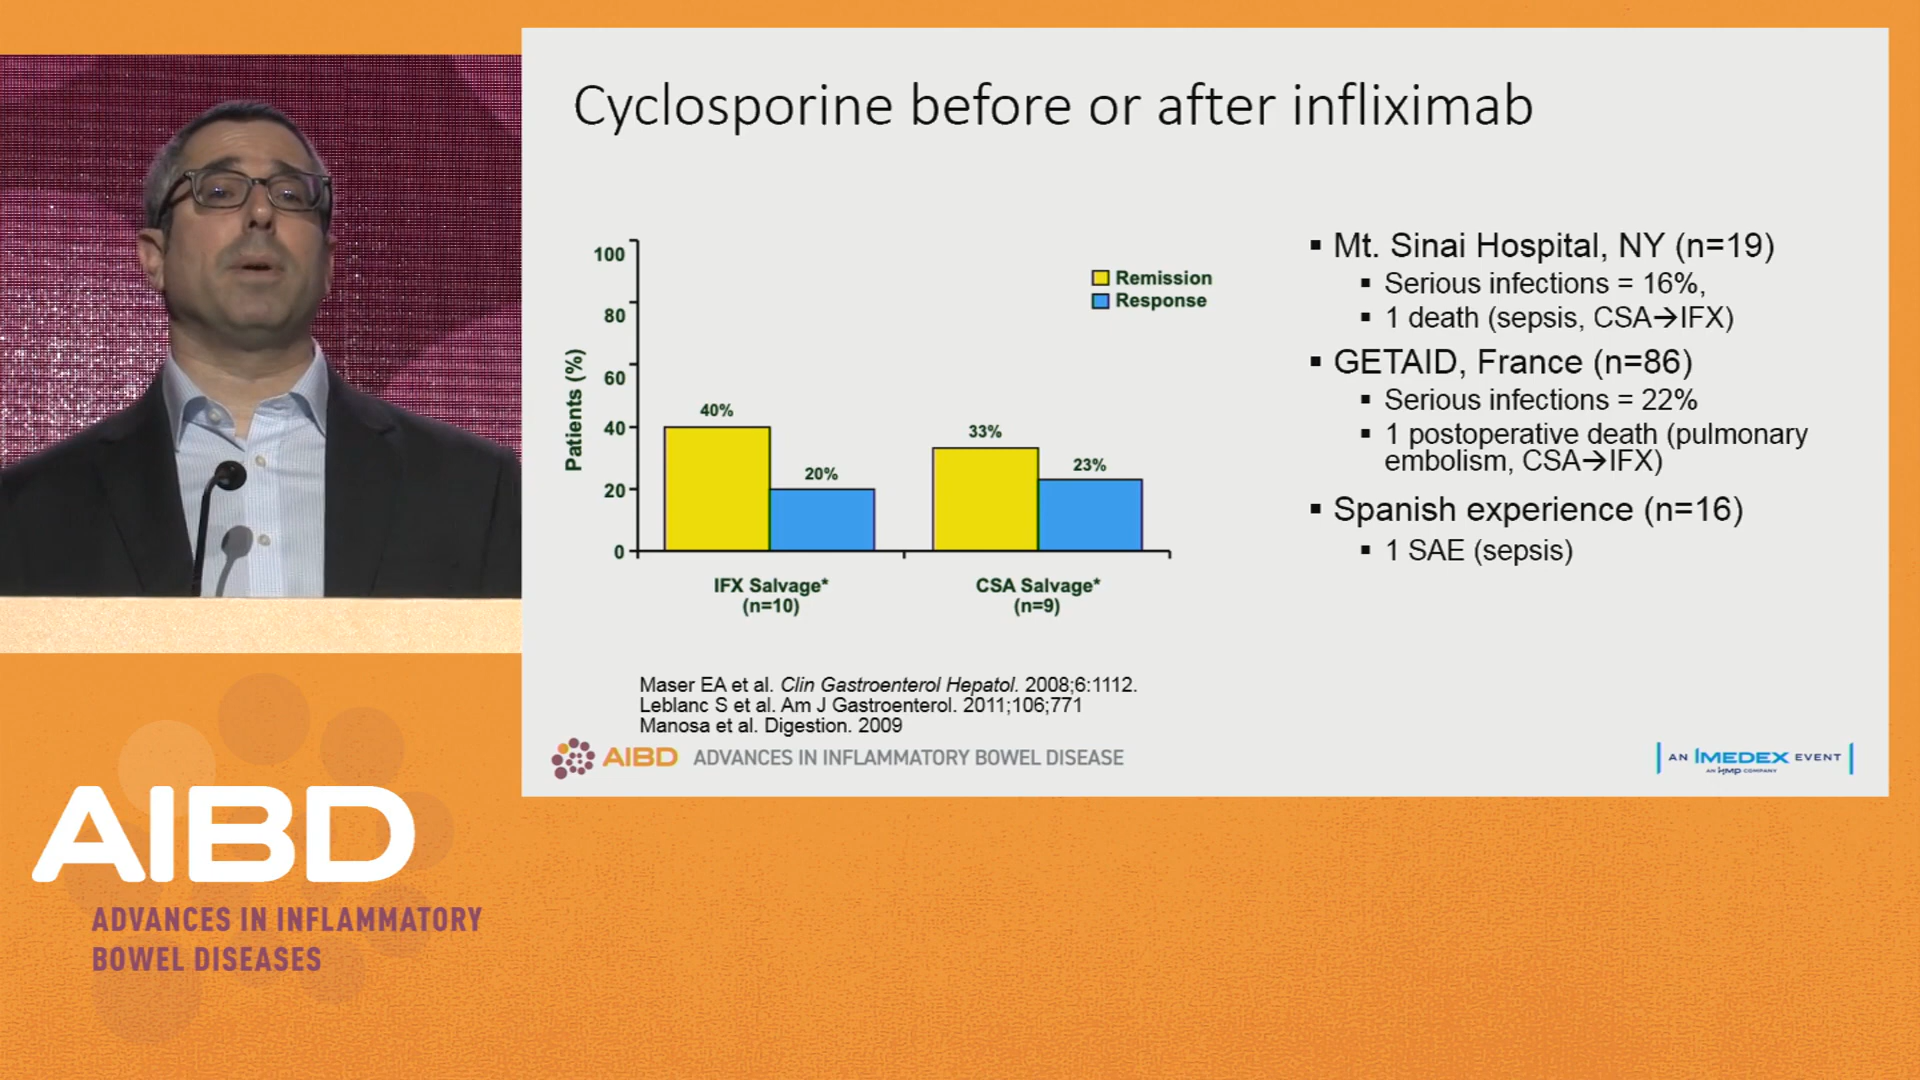 Cyclosporine before or after infliximab
100
80
60
40
20
0
Patients (%)
Remission
Response
40%
20%
33%
23%
IFX Salvage*
(n=10)
CSA Salvage*
(n=9)
▪ Mt. Sinai Hospital, NY (n=19)
▪ Serious infections = 16%,
▪ 1 death (sepsis, CSA→IFX)
▪ GETAID, France (n=86)
▪ Serious infections = 22%
▪ 1 postoperative death (pulmonary
embolism, CSA→IFX)
▪ Spanish experience (n=16)
▪ 1 SAE (sepsis)
Maser EA et al. Clin Gastroenterol Hepatol. 2008;6:1112.
Leblanc S et al. Am J Gastroenterol. 2011;106;771
Manosa et al. Digestion. 2009
AIBD ADVANCES IN INFLAMMATORY BOWEL DISEASE
AN IMEDEX EVENT
AN HMP COMPANY
AIBD
ADVANCES IN INFLAMMATORY
BOWEL DISEASES